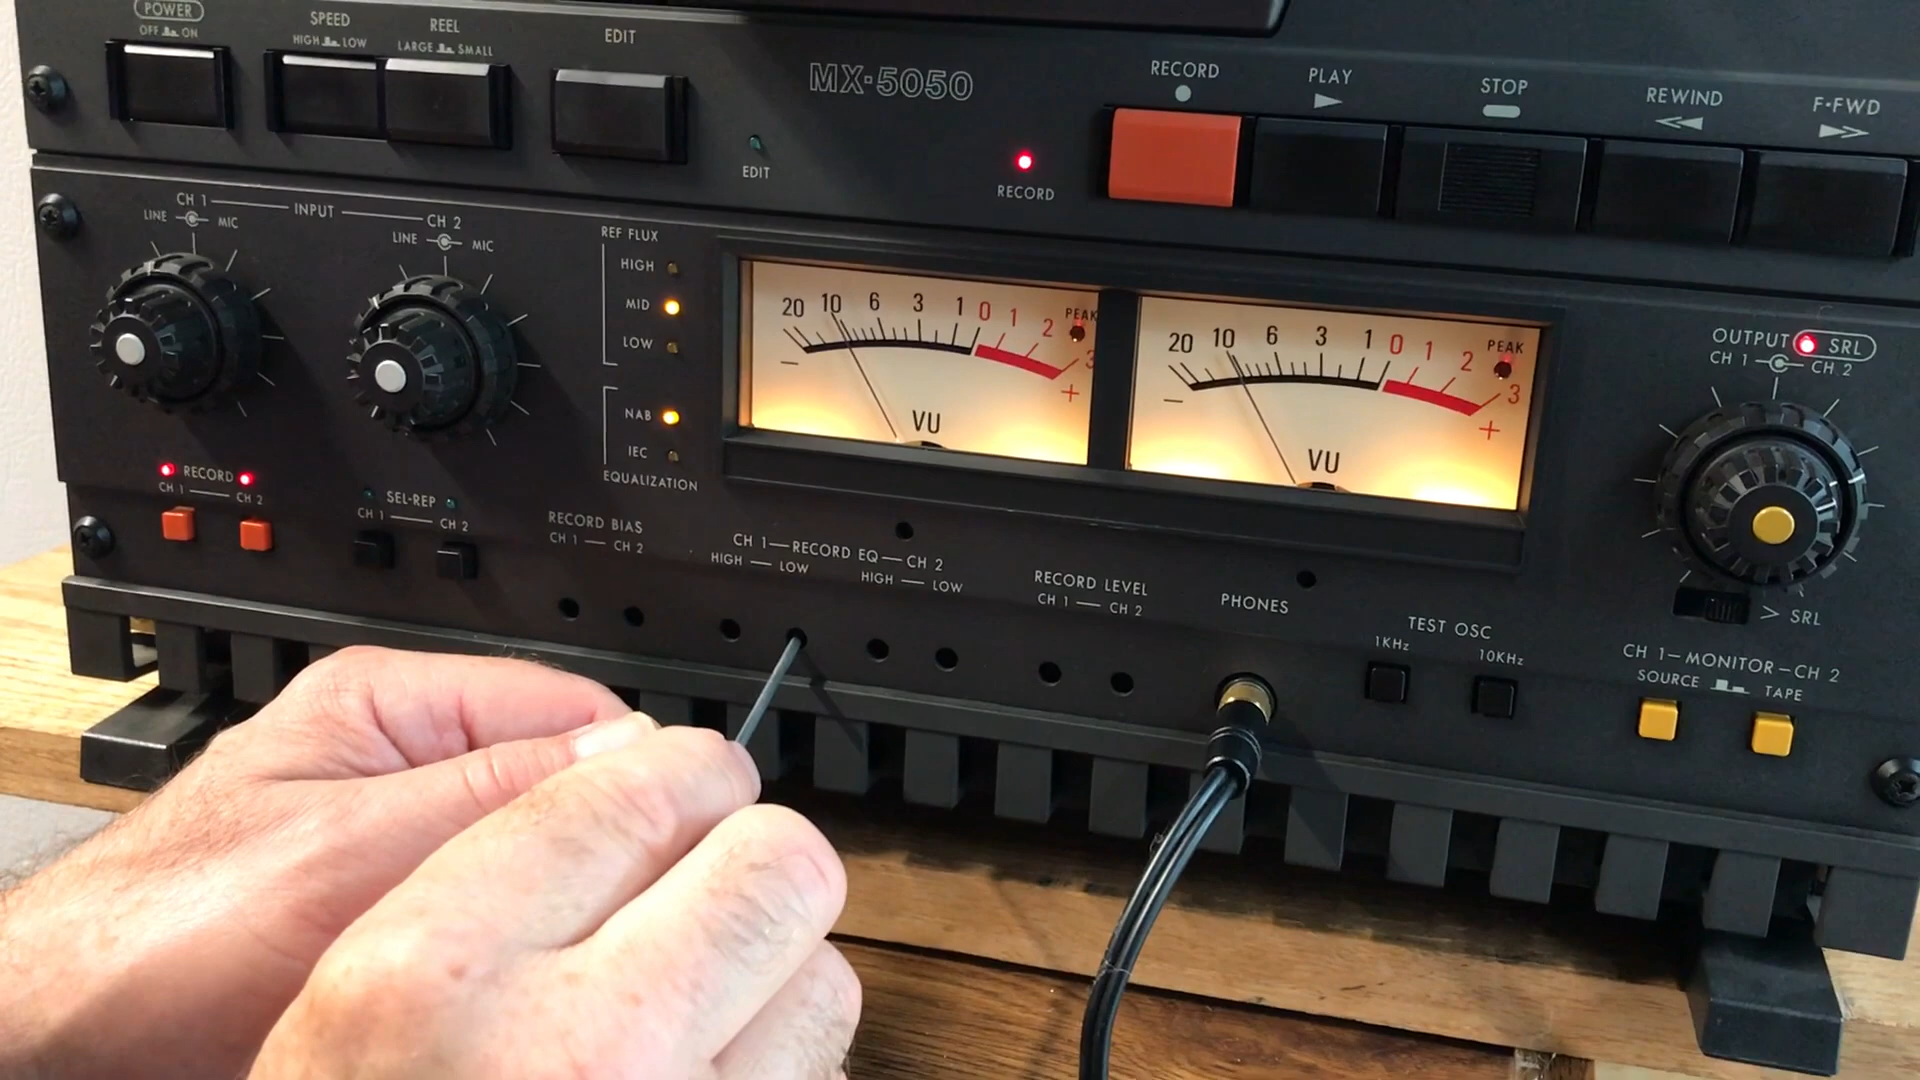 POWER
OFF ON
SPEED
HIGH LOW
REEL
LARGE SMALL
EDIT
MX-5050
EDIT
RECORD
RECORD
PLAY
STOP
REWIND
F·FWD
CH 1 — INPUT — CH 2
LINE MIC
LINE MIC
REF FLUX
HIGH
MID
LOW
NAB
IEC
EQUALIZATION
20 10 6 3 1 0 1 2 3
PEAK
− +
VU
20 10 6 3 1 0 1 2 3
PEAK
− +
VU
OUTPUT SRL
CH 1 CH 2
> SRL
RECORD
CH 1 — CH 2
SEL-REP
CH 1 — CH 2
RECORD BIAS
CH 1 — CH 2
CH 1 — RECORD EQ — CH 2
HIGH — LOW
HIGH — LOW
RECORD LEVEL
CH 1 — CH 2
PHONES
TEST OSC
1KHz
10KHz
CH 1 — MONITOR — CH 2
SOURCE TAPE